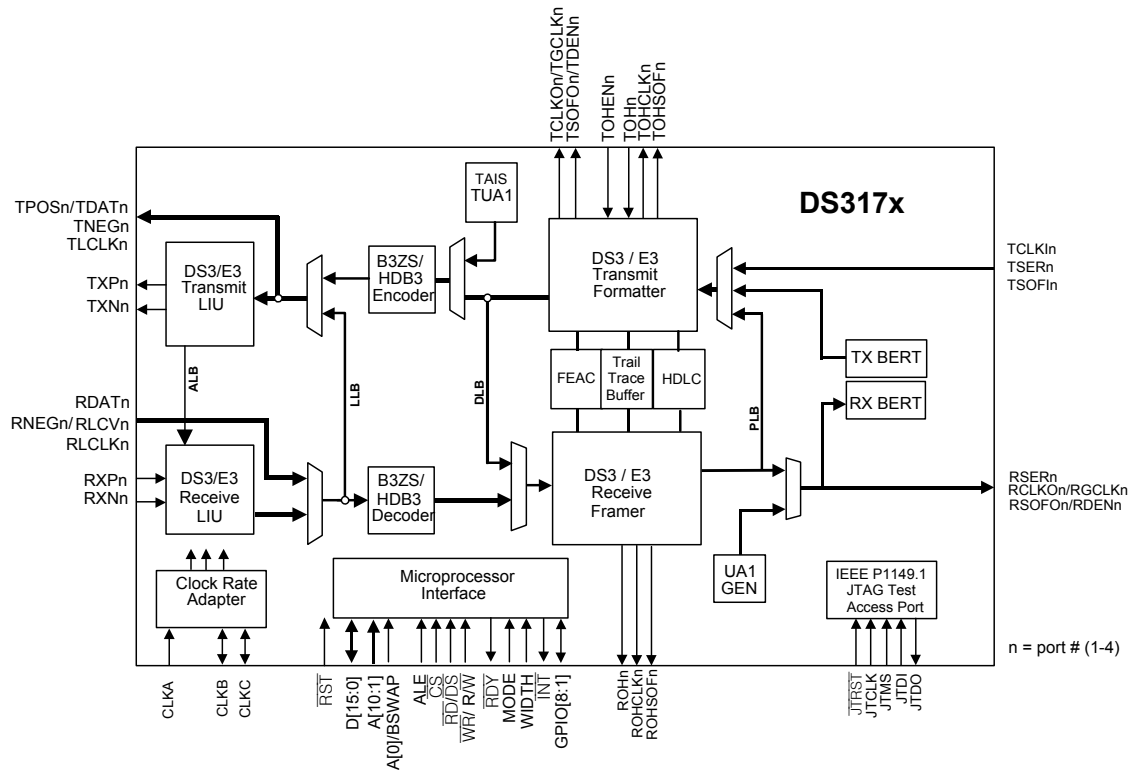 TCLKOn/TGCLKn
TSOFOn/TDENn
TOHENn
TOHn
TOHCLKn
TOHSOFn
DS317x
TAIS
TUA1
TPOSn/TDATn
TNEGn
TLCLKn
TXPn
TXNn
DS3/E3
Transmit
LIU
B3ZS/
HDB3
Encoder
DS3 / E3
Transmit
Formatter
TCLKIn
TSERn
TSOFIn
TX BERT
RX BERT
FEAC
Trail
Trace
Buffer
HDLC
ALB
LLB
DLB
PLB
RDATn
RNEGn/ RLCVn
RLCLKn
RXPn
RXNn
DS3/E3
Receive
LIU
B3ZS/
HDB3
Decoder
DS3 / E3
Receive
Framer
RSERn
RCLKOn/RGCLKn
RSOFOn/RDENn
UA1
GEN
Clock Rate
Adapter
Microprocessor
Interface
IEEE P1149.1
JTAG Test
Access Port
n = port # (1-4)
CLKA
CLKB
CLKC
RST
D[15:0]
A[10:1]
A[0]/BSWAP
ALE
CS
RD/DS
WR/ R/W
RDY
MODE
WIDTH
INT
GPIO[8:1]
ROHn
ROHCLKn
ROHSOFn
JTRST
JTCLK
JTMS
JTDI
JTDO